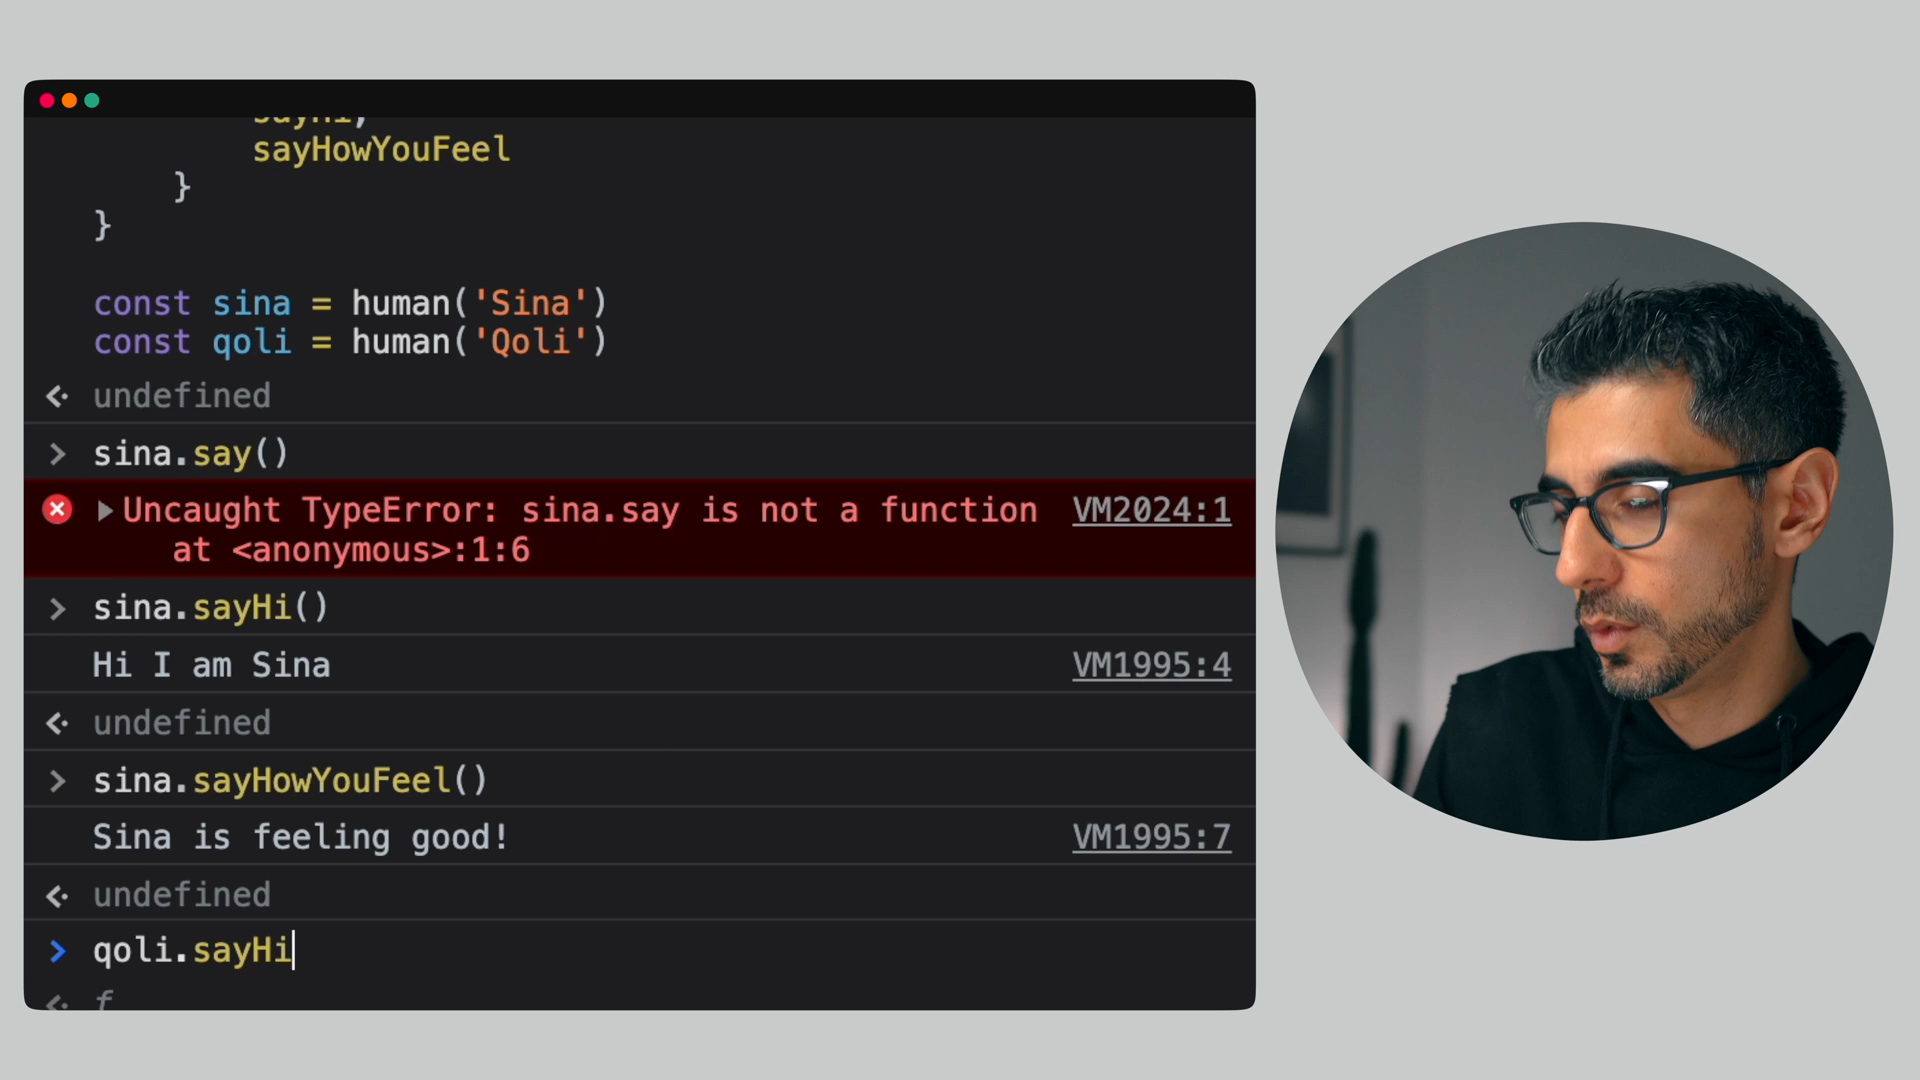 sayHi,
sayHowYouFeel
}
}
const sina = human('Sina')
const qoli = human('Qoli')
undefined
sina.say()
Uncaught TypeError: sina.say is not a function VM2024:1
at <anonymous>:1:6
sina.sayHi()
Hi I am Sina VM1995:4
undefined
sina.sayHowYouFeel()
Sina is feeling good! VM1995:7
undefined
qoli.sayHi
f